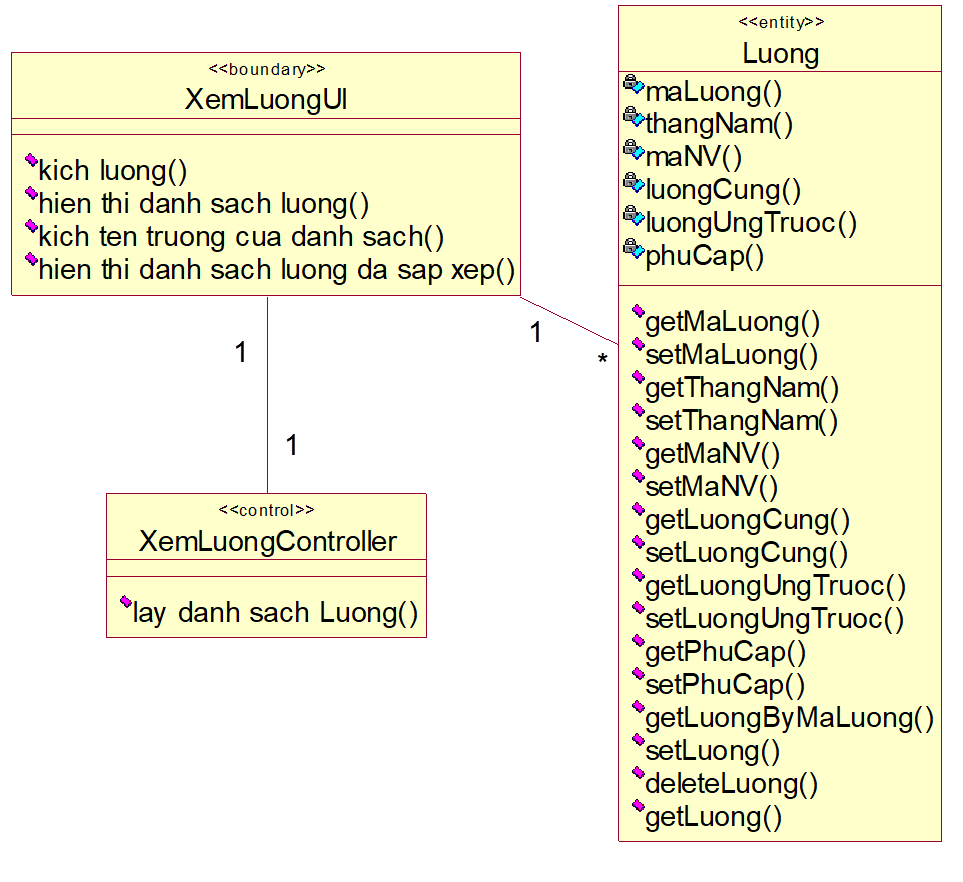 <<boundary>>
XemLuongUI
kich luong()
hien thi danh sach luong()
kich ten truong cua danh sach()
hien thi danh sach luong da sap xep()
1
1
<<control>>
XemLuongController
lay danh sach Luong()
1
*
<<entity>>
Luong
maLuong()
thangNam()
maNV()
luongCung()
luongUngTruoc()
phuCap()
getMaLuong()
setMaLuong()
getThangNam()
setThangNam()
getMaNV()
setMaNV()
getLuongCung()
setLuongCung()
getLuongUngTruoc()
setLuongUngTruoc()
getPhuCap()
setPhuCap()
getLuongByMaLuong()
setLuong()
deleteLuong()
getLuong()